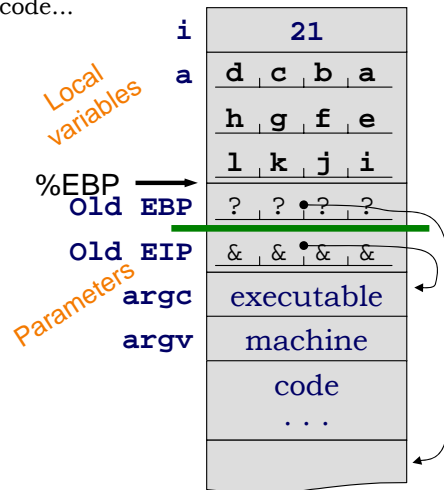 code…
i 21
a d c b a
Local variables
h g f e
l k j i
%EBP
Old EBP ? ? ? ?
Old EIP & & & &
Parameters
argc executable
argv machine
code
. . .